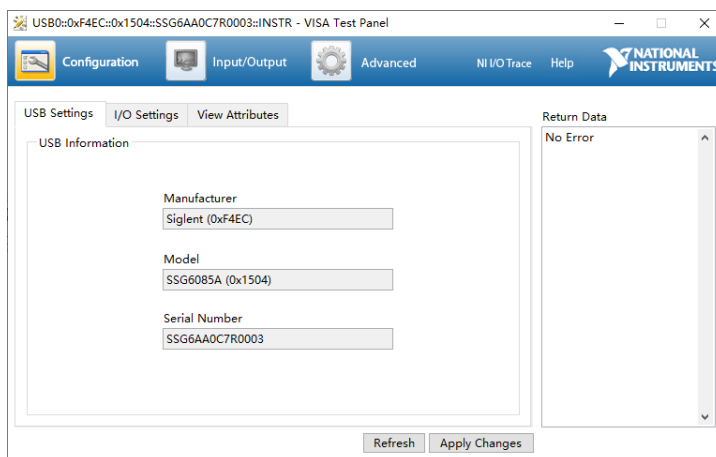 USB0::0xF4EC::0x1504::SSG6AA0C7R0003::INSTR - VISA Test Panel
Configuration
Input/Output
Advanced
NI I/O Trace
Help
NATIONAL
INSTRUMENTS
USB Settings
I/O Settings
View Attributes
Return Data
No Error
USB Information
Manufacturer
Siglent (0xF4EC)
Model
SSG6085A (0x1504)
Serial Number
SSG6AA0C7R0003
Refresh
Apply Changes